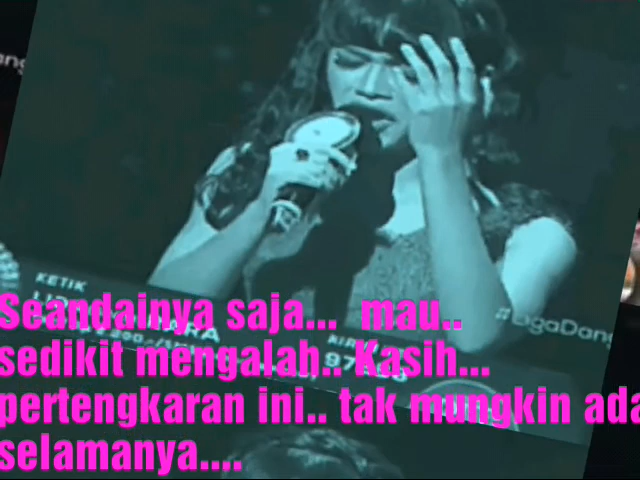 KETIK
#LigaDang
Seandainya saja... mau..
sedikit mengalah.. Kasih...
pertengkaran ini.. tak mungkin ada
selamanya....